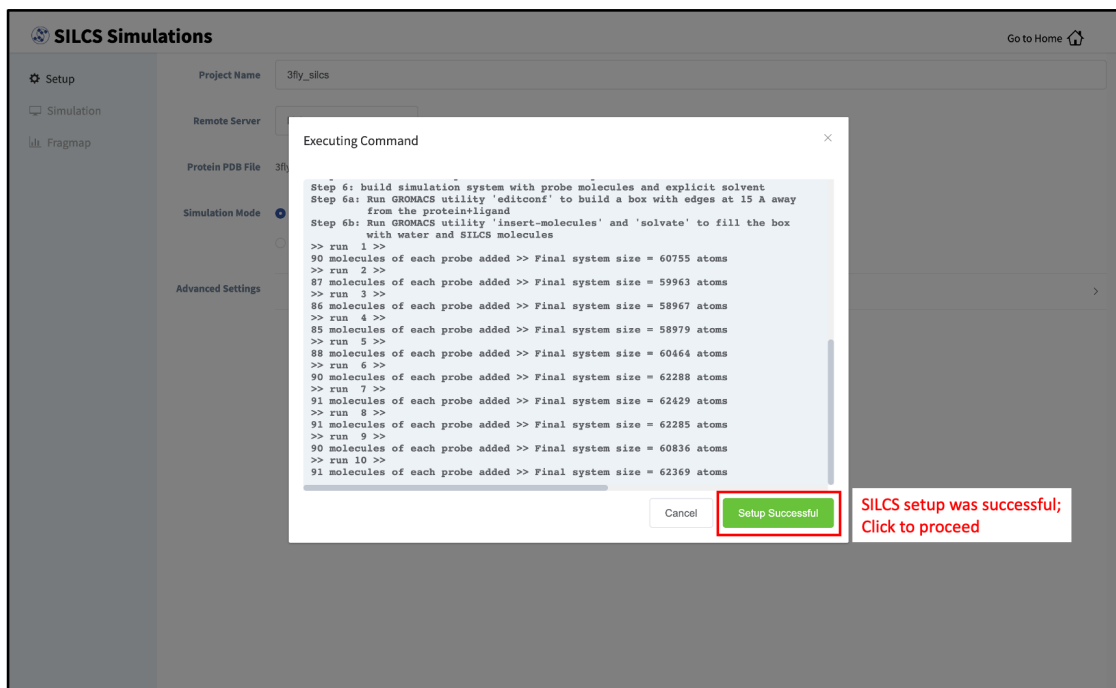 SILCS Simulations
Go to Home
Setup
Simulation
Fragmap
Project Name 3fly_silcs
Remote Server
Protein PDB File 3fly
Simulation Mode
Advanced Settings
Executing Command
Step 6: build simulation system with probe molecules and explicit solvent
Step 6a: Run GROMACS utility 'editconf' to build a box with edges at 15 A away
from the protein+ligand
Step 6b: Run GROMACS utility 'insert-molecules' and 'solvate' to fill the box
with water and SILCS molecules
>> run 1 >>
90 molecules of each probe added >> Final system size = 60755 atoms
>> run 2 >>
87 molecules of each probe added >> Final system size = 59963 atoms
>> run 3 >>
86 molecules of each probe added >> Final system size = 58967 atoms
>> run 4 >>
85 molecules of each probe added >> Final system size = 58979 atoms
>> run 5 >>
88 molecules of each probe added >> Final system size = 60464 atoms
>> run 6 >>
90 molecules of each probe added >> Final system size = 62288 atoms
>> run 7 >>
91 molecules of each probe added >> Final system size = 62429 atoms
>> run 8 >>
91 molecules of each probe added >> Final system size = 62285 atoms
>> run 9 >>
90 molecules of each probe added >> Final system size = 60836 atoms
>> run 10 >>
91 molecules of each probe added >> Final system size = 62369 atoms
Cancel
Setup Successful
SILCS setup was successful;
Click to proceed